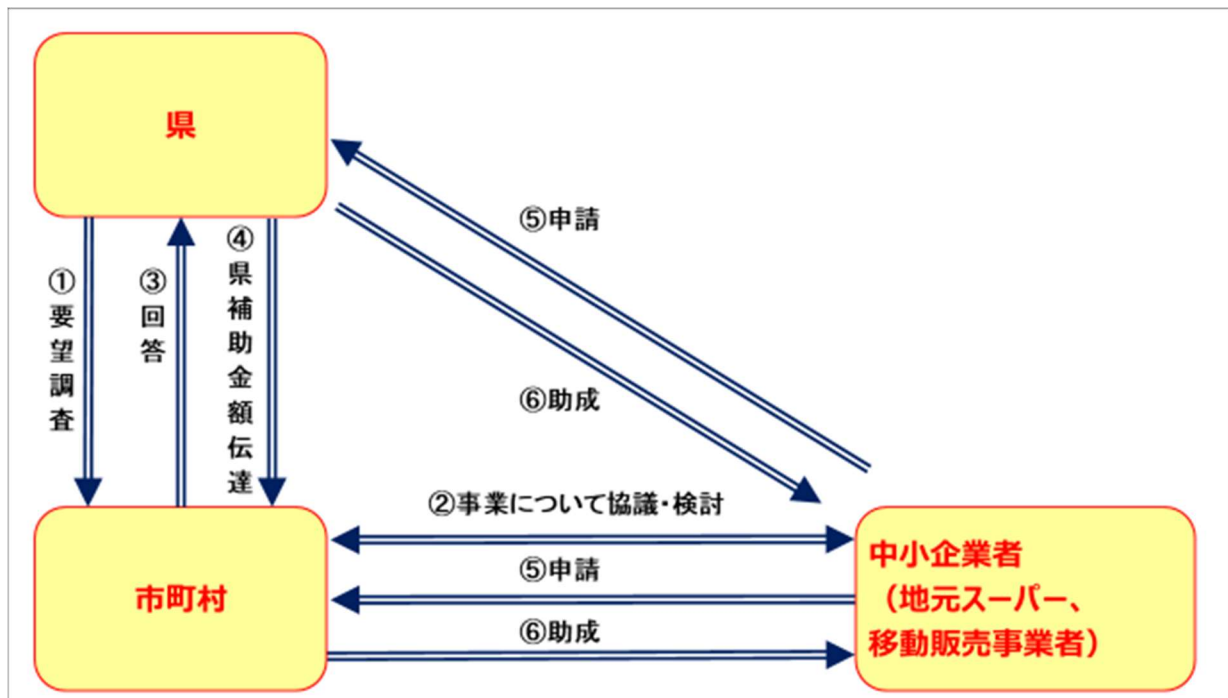 県
⑤申請
①要望調査
③回答
④県補助金額伝達
⑥助成
②事業について協議・検討
市町村
⑤申請
⑥助成
中小企業者
（地元スーパー、
移動販売事業者）